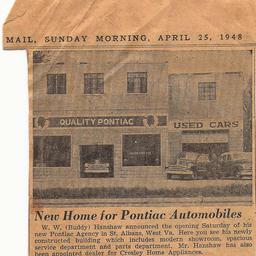 MAIL, SUNDAY MORNING, APRIL 25, 1948
QUALITY PONTIAC
USED CARS
New Home for Pontiac Automobiles
W. W. (Buddy) Hanshaw announced the opening Saturday of his
new Pontiac Agency in St. Albans, West Va. Here you see his newly
constructed building which includes modern showroom, spacious
service department and parts department. Mr. Hanshaw has also
been appointed dealer for Crosley Home Appliances.